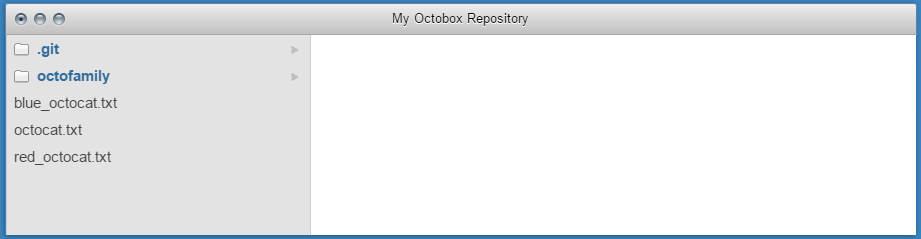 My Octobox Repository
.git
octofamily
blue_octocat.txt
octocat.txt
red_octocat.txt